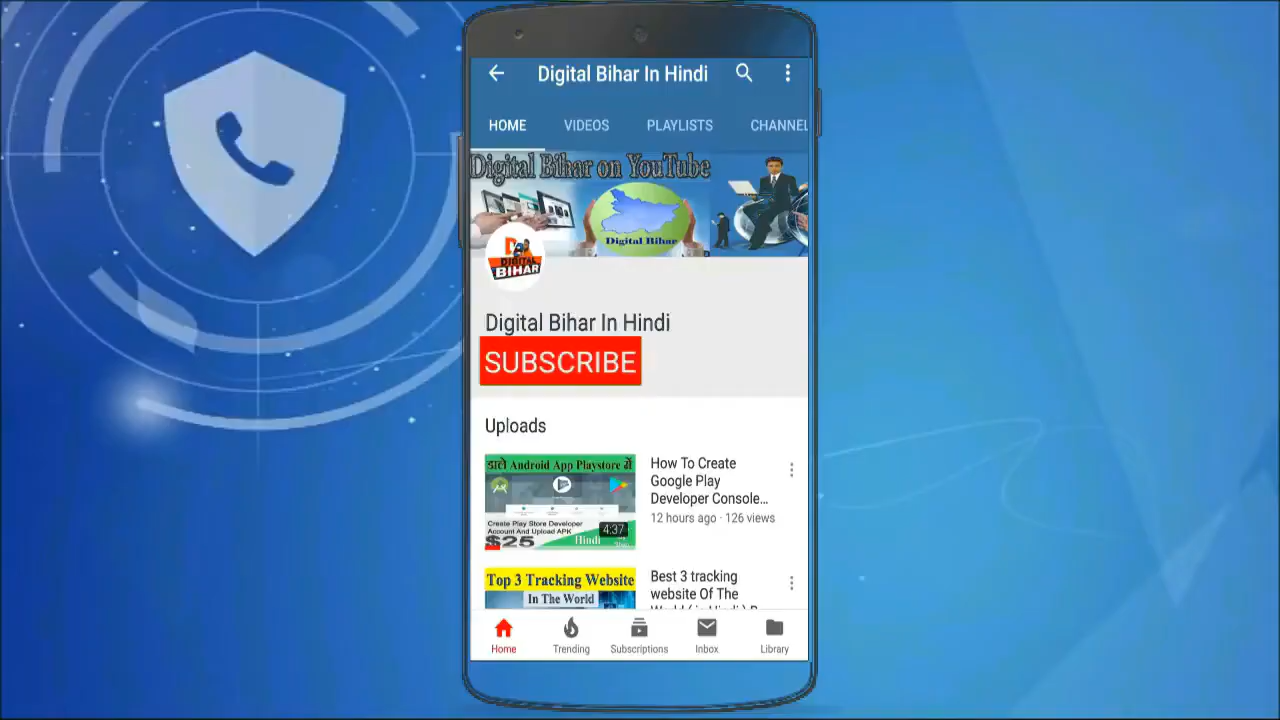 Digital Bihar In Hindi
HOME VIDEOS PLAYLISTS CHANNEL
Digital Bihar on YouTube
Digital Bihar
DIGITAL
BIHAR
Digital Bihar In Hindi
SUBSCRIBE
Uploads
डाले Android App Playstore में
Create Play Store Developer
Account And Upload APK
$25
Hindi
4:37
How To Create
Google Play
Developer Console...
12 hours ago · 126 views
Top 3 Tracking Website
In The World
Best 3 tracking
website Of The
Home Trending Subscriptions Inbox Library